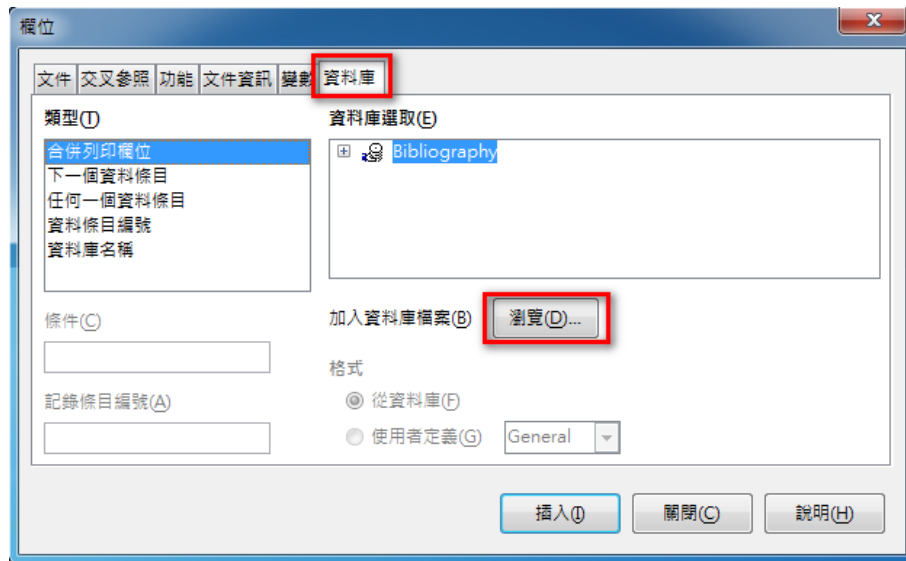 欄位
文件 交叉參照 功能 文件資訊 變數 資料庫
類型(T)
合併列印欄位
下一個資料條目
任何一個資料條目
資料條目編號
資料庫名稱
條件(C)
記錄條目編號(A)
資料庫選取(E)
Bibliography
加入資料庫檔案(B) 瀏覽(D)...
格式
從資料庫(F)
使用者定義(G) General
插入(I) 關閉(C) 說明(H)